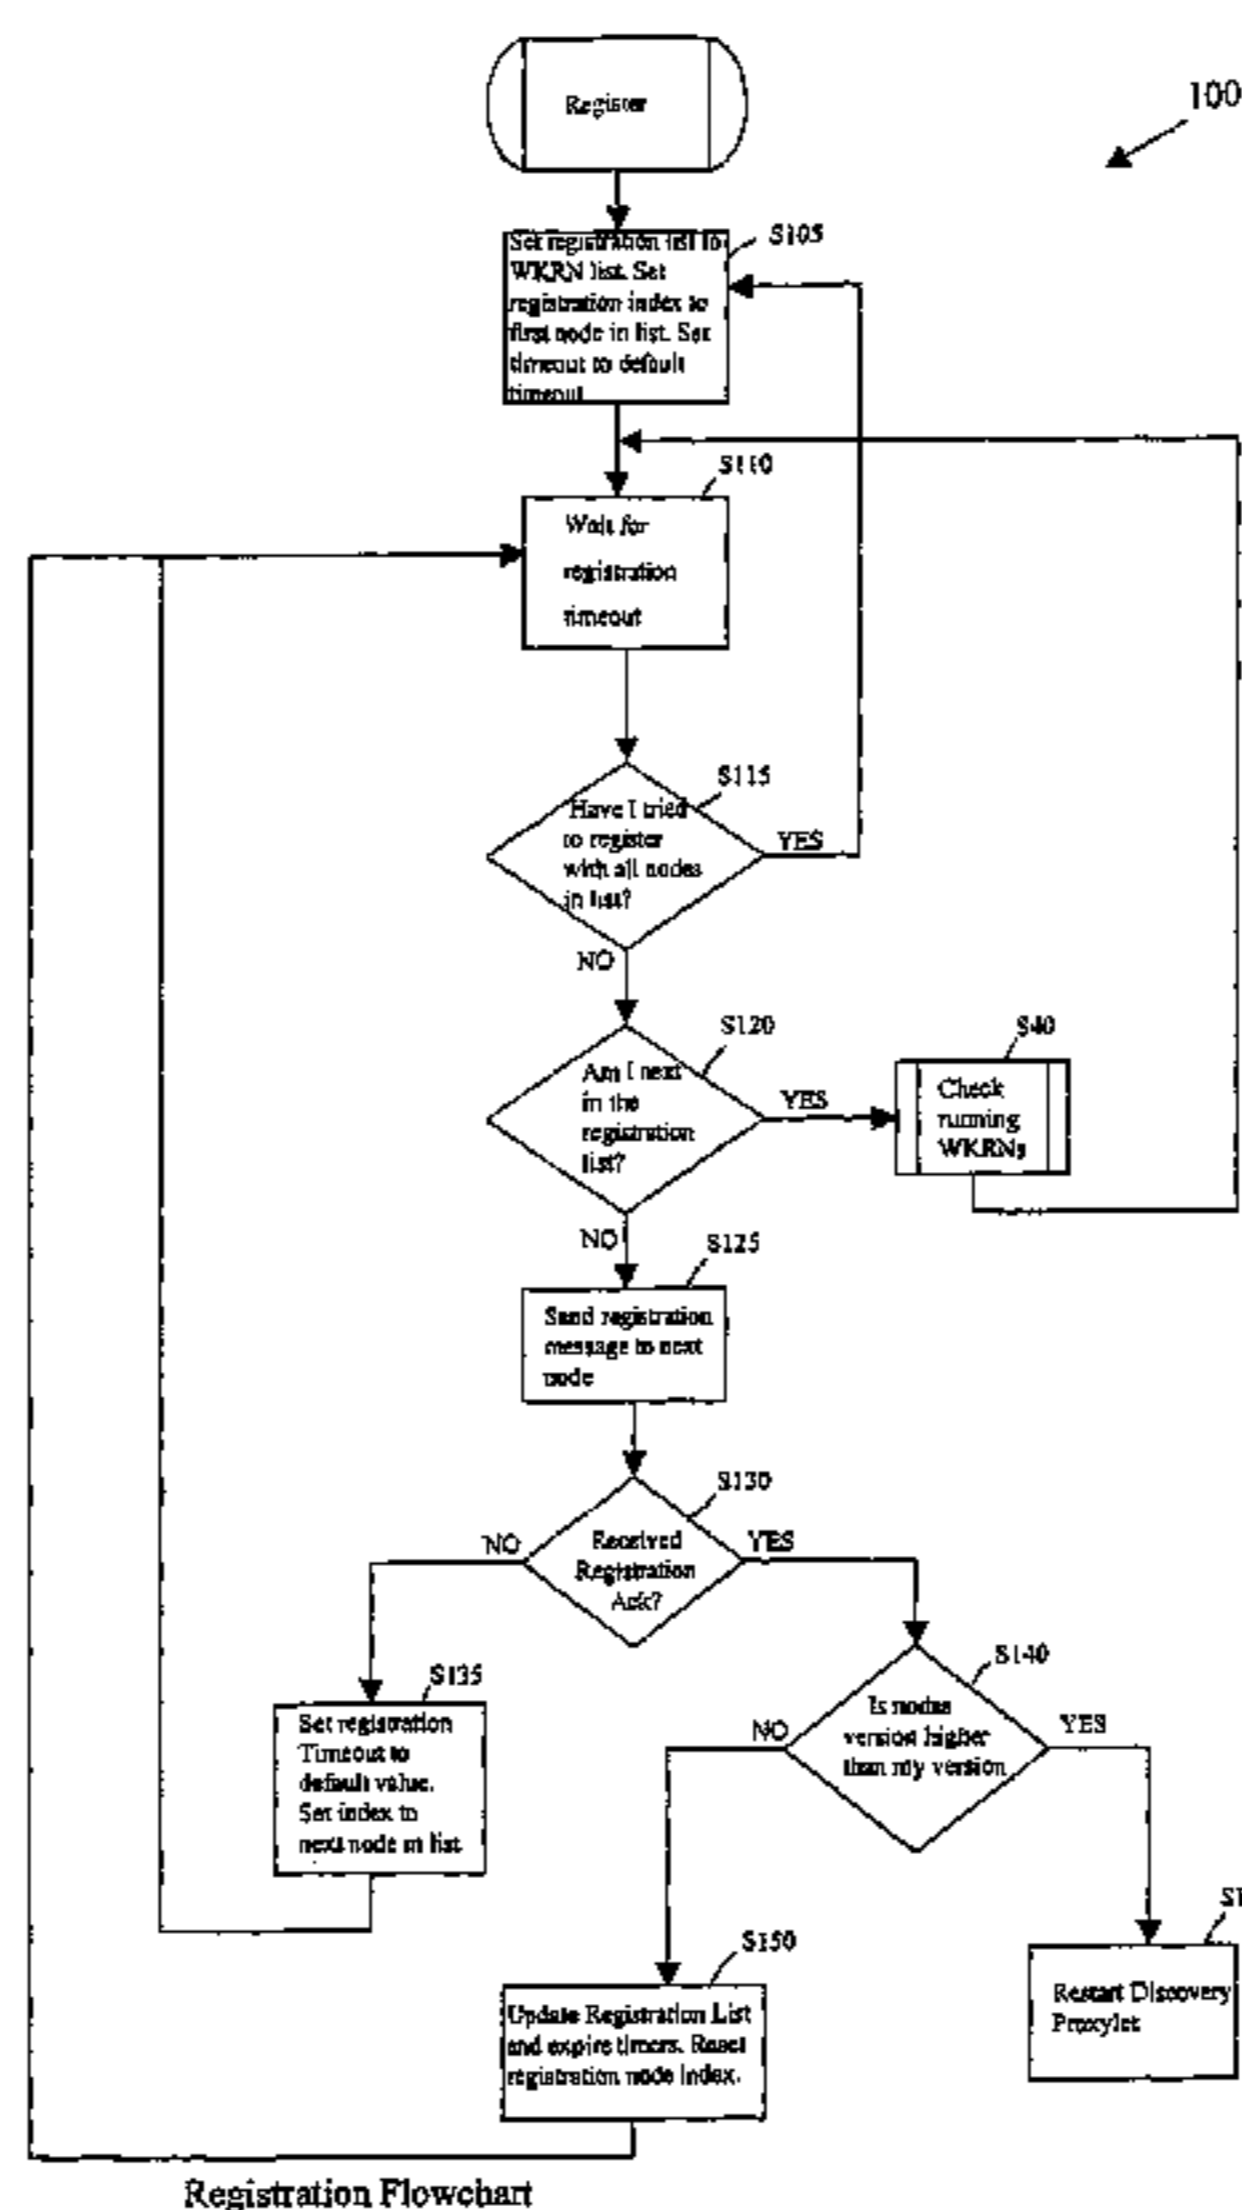 Register
100
S105
Set registration list to
WKRN list. Set
registration index to
first node in list. Set
timeout to default
timeout
S110
Wait for
registration
timeout
S115
Have I tried
to register
with all nodes
in list?
YES
NO
S120
Am I next
in the
registration
list?
YES
S40
Check
running
WKRNs
NO
S125
Send registration
message to next
node
S130
Received
Registration
Ack?
NO
YES
S135
Set registration
Timeout to
default value.
Set index to
next node in list
S140
Is nodes
version higher
than my version
NO
YES
S150
Update Registration List
and expire timers. Reset
registration node index.
S1
Restart Discovery
Proxylet
Registration Flowchart